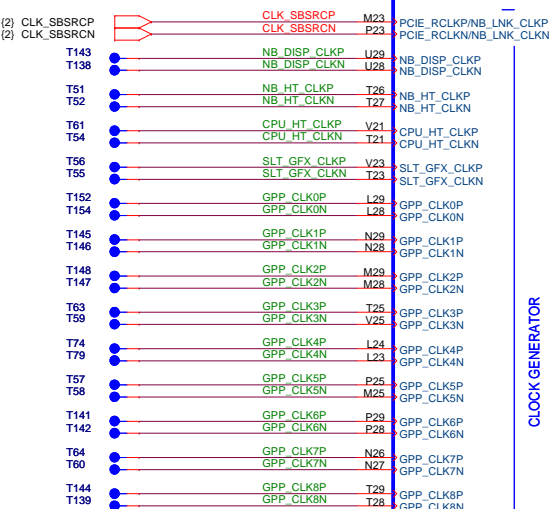 {2} CLK_SBSRCP CLK_SBSRCP M23 PCIE_RCLKP/NB_LNK_CLKP
{2} CLK_SBSRCN CLK_SBSRCN P23 PCIE_RCLKN/NB_LNK_CLKN
T143 NB_DISP_CLKP U29 NB_DISP_CLKP
T138 NB_DISP_CLKN U28 NB_DISP_CLKN
T51 NB_HT_CLKP T26 NB_HT_CLKP
T52 NB_HT_CLKN T27 NB_HT_CLKN
T61 CPU_HT_CLKP V21 CPU_HT_CLKP
T54 CPU_HT_CLKN T21 CPU_HT_CLKN
T56 SLT_GFX_CLKP V23 SLT_GFX_CLKP
T55 SLT_GFX_CLKN T23 SLT_GFX_CLKN
T152 GPP_CLK0P L29 GPP_CLK0P
T154 GPP_CLK0N L28 GPP_CLK0N
T145 GPP_CLK1P N29 GPP_CLK1P
T146 GPP_CLK1N N28 GPP_CLK1N
T148 GPP_CLK2P M29 GPP_CLK2P
T147 GPP_CLK2N M28 GPP_CLK2N
T63 GPP_CLK3P T25 GPP_CLK3P
T59 GPP_CLK3N V25 GPP_CLK3N
T74 GPP_CLK4P L24 GPP_CLK4P
T79 GPP_CLK4N L23 GPP_CLK4N
T57 GPP_CLK5P P25 GPP_CLK5P
T58 GPP_CLK5N M25 GPP_CLK5N
T141 GPP_CLK6P P29 GPP_CLK6P
T142 GPP_CLK6N P28 GPP_CLK6N
T64 GPP_CLK7P N26 GPP_CLK7P
T60 GPP_CLK7N N27 GPP_CLK7N
T144 GPP_CLK8P T29 GPP_CLK8P
T139 GPP_CLK8N T28 GPP_CLK8N
CLOCK GENERATOR